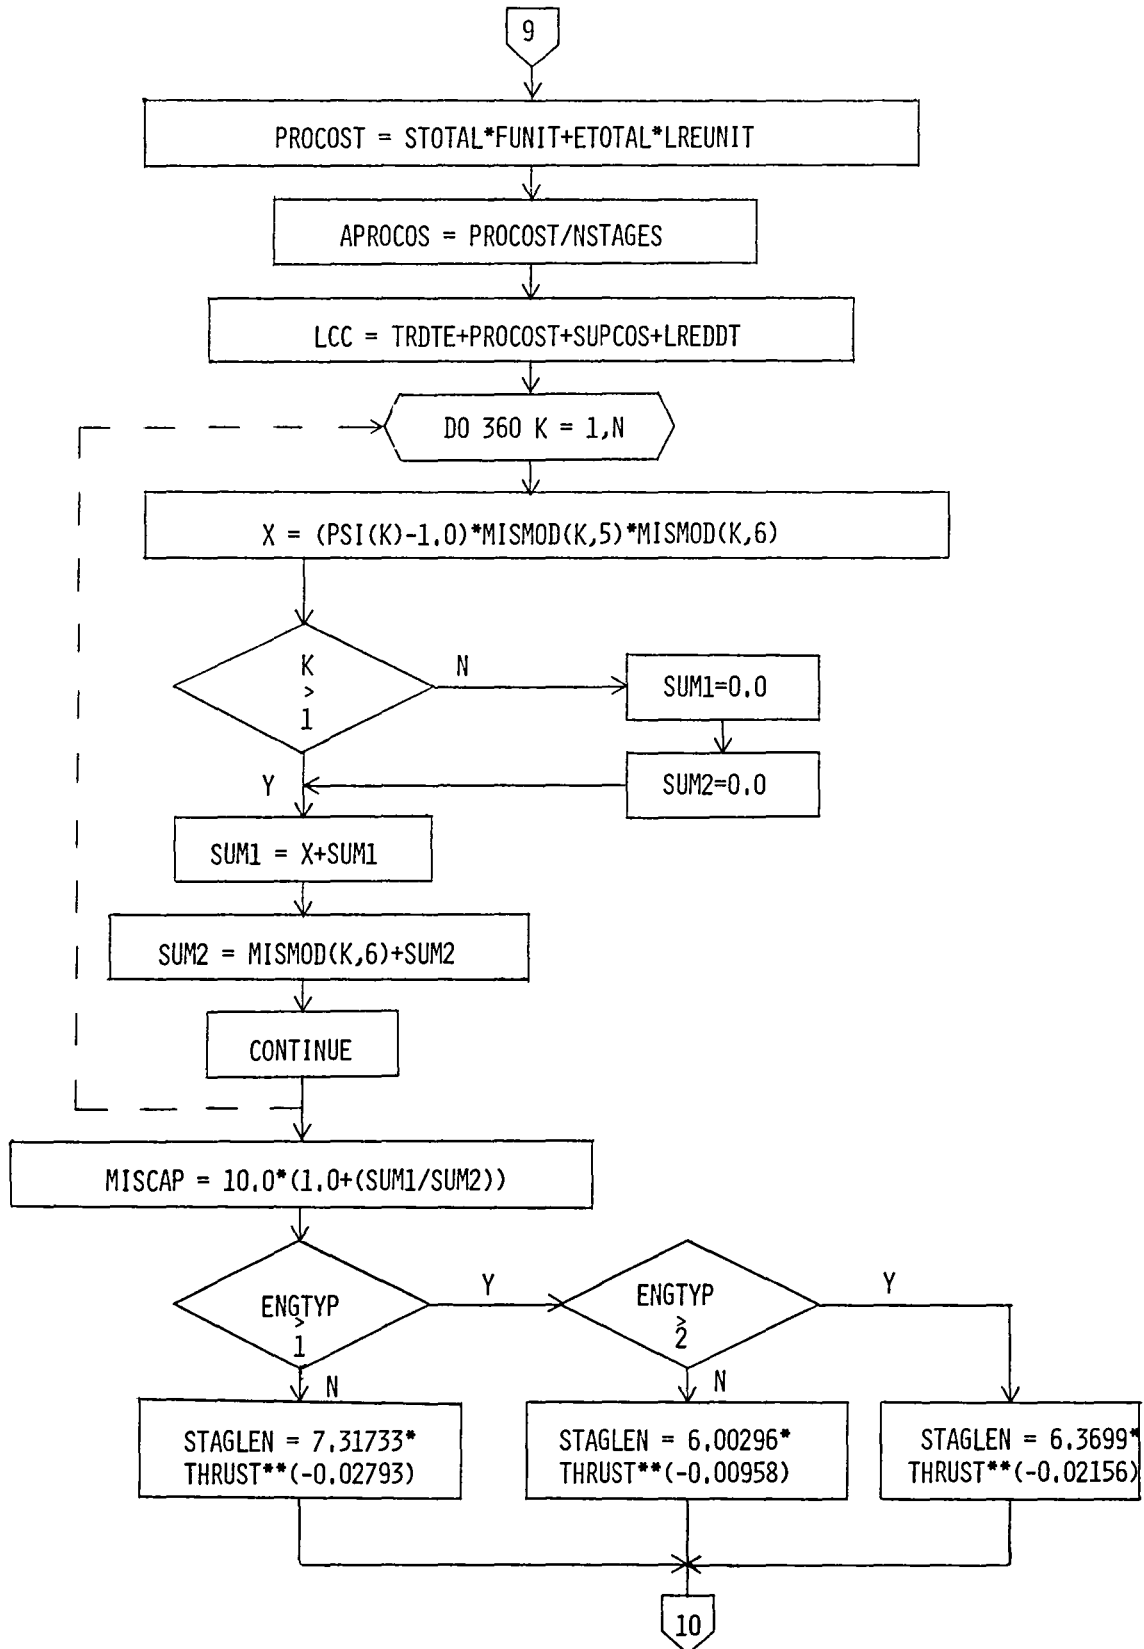 9
PROCOST = STOTAL*FUNIT+ETOTAL*LREUNIT
APROCOS = PROCOST/NSTAGES
LCC = TRDTE+PROCOST+SUPCOS+LREDDT
DO 360 K = 1,N
X = (PSI(K)-1.0)*MISMOD(K,5)*MISMOD(K,6)
K
>
1
N
SUM1=0.0
SUM2=0.0
Y
SUM1 = X+SUM1
SUM2 = MISMOD(K,6)+SUM2
CONTINUE
MISCAP = 10.0*(1.0+(SUM1/SUM2))
ENGTYP
>
1
Y
ENGTYP
>
2
Y
N
N
STAGLEN = 7.31733*
THRUST**(-0.02793)
STAGLEN = 6.00296*
THRUST**(-0.00958)
STAGLEN = 6.3699*
THRUST**(-0.02156)
10